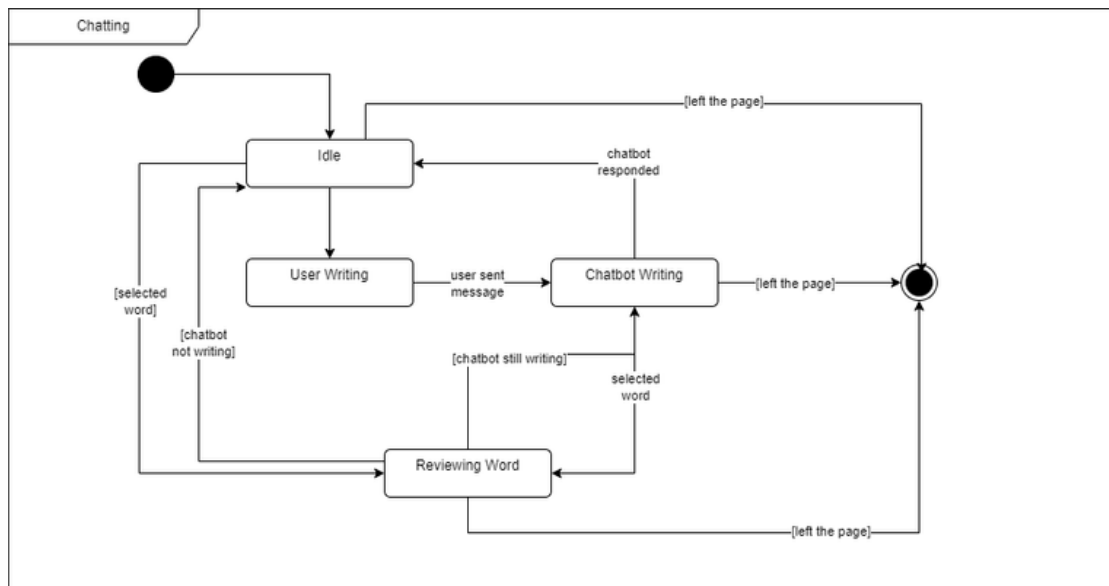 Chatting
[left the page]
Idle
chatbot
responded
User Writing
user sent
message
Chatbot Writing
[left the page]
[selected
word]
[chatbot
not writing]
[chatbot still writing]
selected
word
Reviewing Word
[left the page]